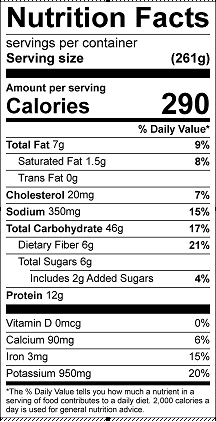 Nutrition Facts
servings per container
Serving size (261g)
Amount per serving
Calories 290
% Daily Value*
Total Fat 7g 9%
Saturated Fat 1.5g 8%
Trans Fat 0g
Cholesterol 20mg 7%
Sodium 350mg 15%
Total Carbohydrate 46g 17%
Dietary Fiber 6g 21%
Total Sugars 6g
Includes 2g Added Sugars 4%
Protein 12g
Vitamin D 0mcg 0%
Calcium 90mg 6%
Iron 3mg 15%
Potassium 950mg 20%
*The % Daily Value tells you how much a nutrient in a
serving of food contributes to a daily diet. 2,000 calories a
day is used for general nutrition advice.